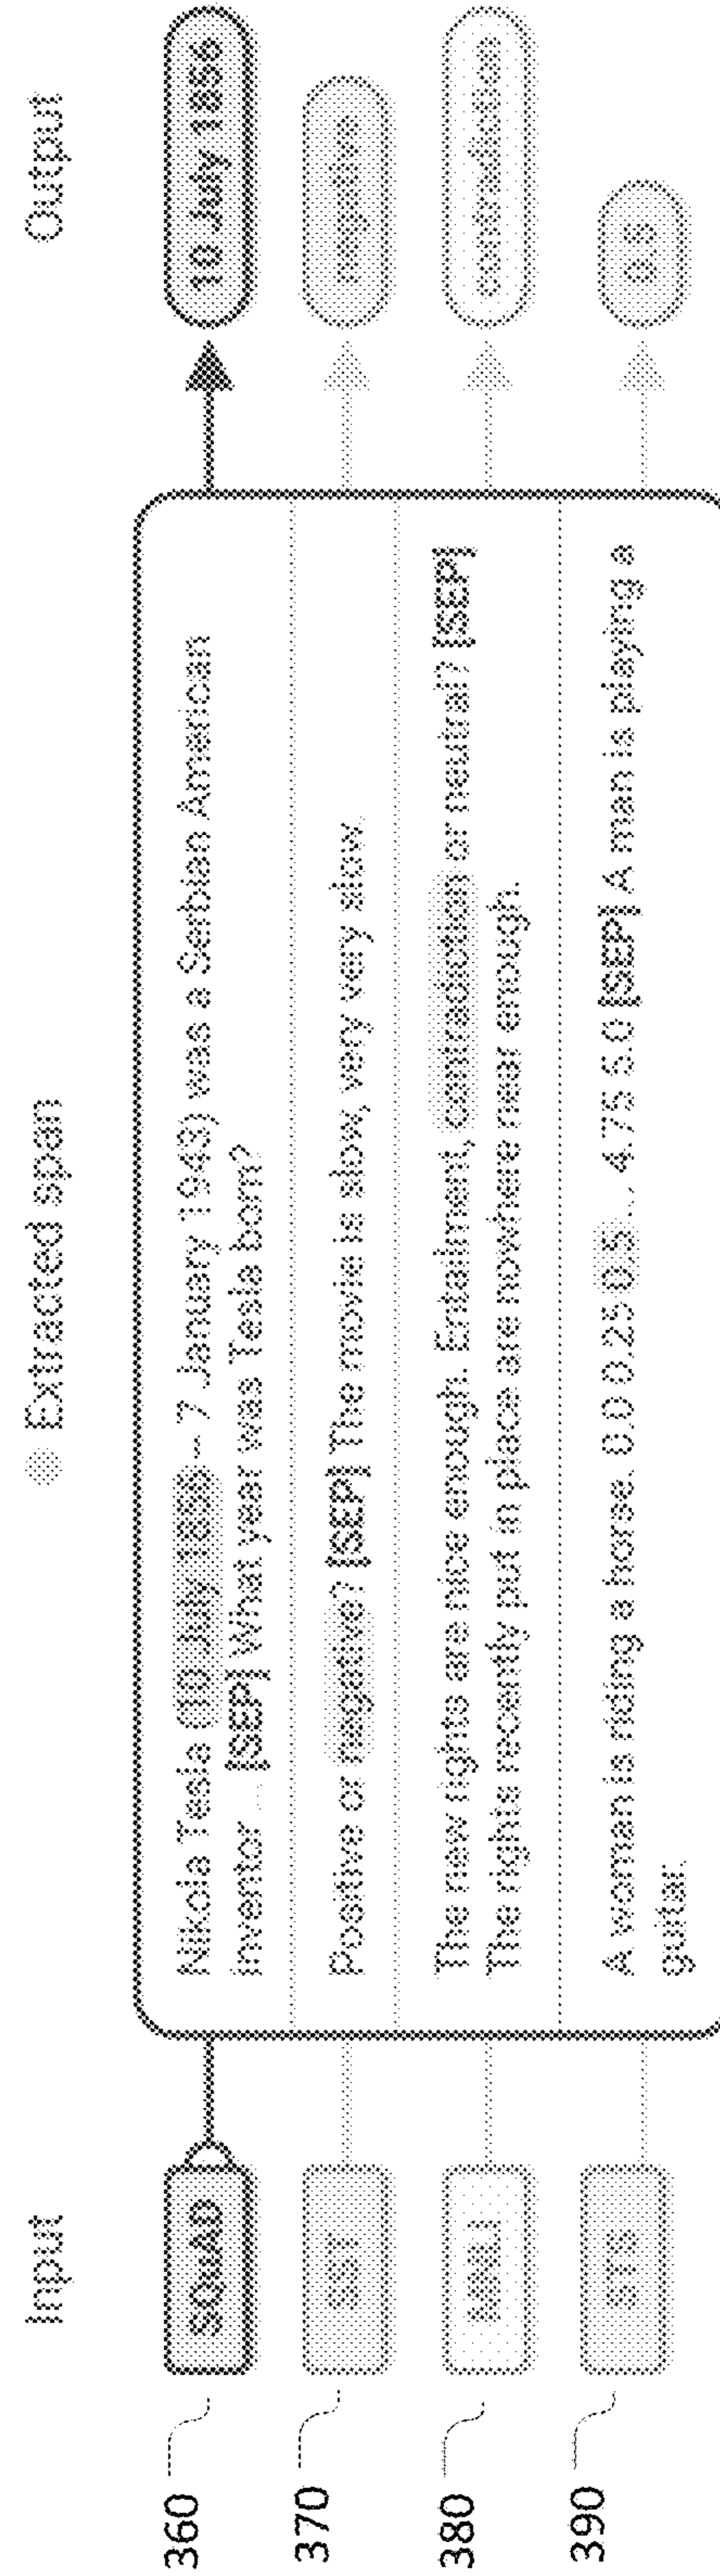 Input
Extracted span
Output
360
SQuAD
Nikola Tesla (10 July 1856 -- 7 January 1943) was a Serbian American
inventor ... [SEP] What year was Tesla born?
10 July 1856
370
SST
Positive or negative? [SEP] The movie is slow, very very slow.
negative
380
MNLI
The new rights are nice enough. Entailment, contradiction or neutral? [SEP]
The rights recently put in place are nowhere near enough.
contradiction
390
STS
A woman is riding a horse. 0.0 0.25 0.5 ... 4.75 5.0 [SEP] A man is playing a
guitar.
0.5